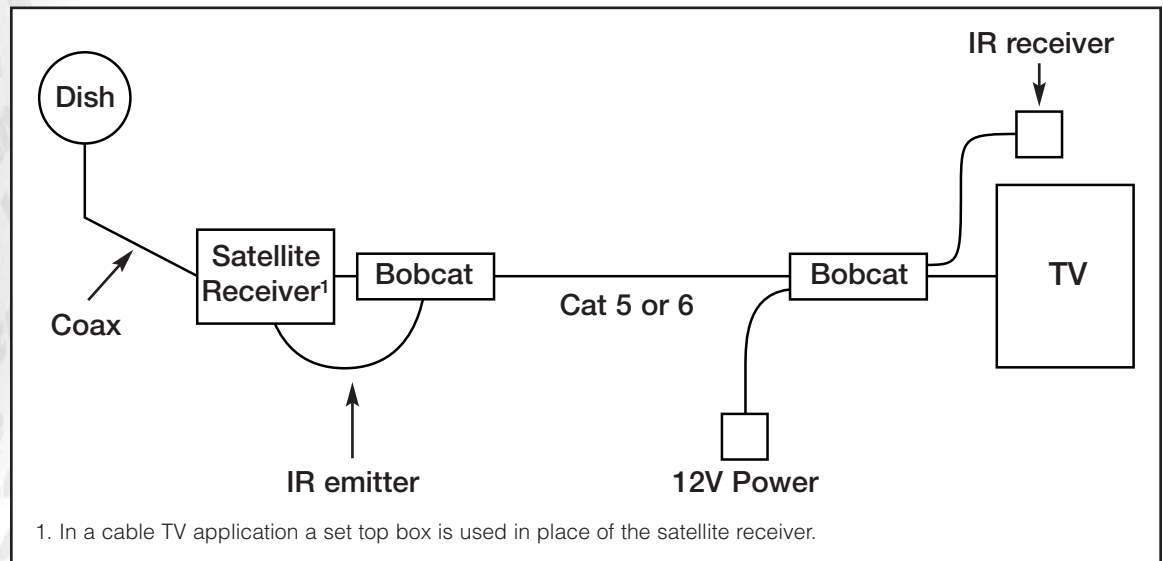 IR receiver
Dish
Satellite
Receiver¹
Bobcat
Bobcat
TV
Cat 5 or 6
Coax
IR emitter
12V Power
1. In a cable TV application a set top box is used in place of the satellite receiver.